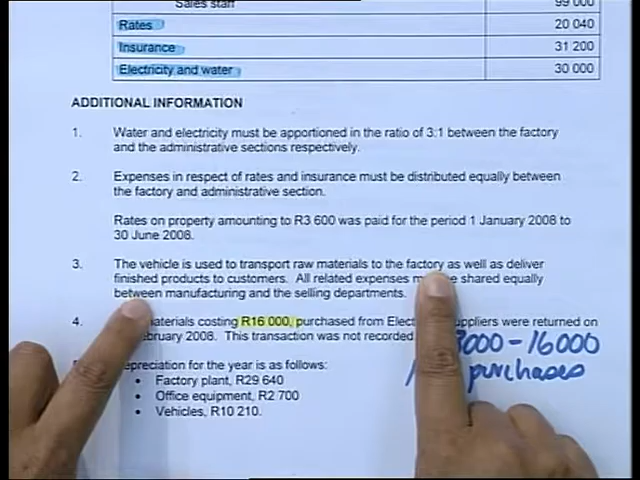 Sales staff 99 000
Rates 20 040
Insurance 31 200
Electricity and water 30 000
ADDITIONAL INFORMATION
1. Water and electricity must be apportioned in the ratio of 3:1 between the factory
and the administrative sections respectively.
2. Expenses in respect of rates and insurance must be distributed equally between
the factory and administrative section.
Rates on property amounting to R3 600 was paid for the period 1 January 2008 to
30 June 2008.
3. The vehicle is used to transport raw materials to the factory as well as deliver
finished products to customers. All related expenses shared equally
between manufacturing and the selling departments.
4. materials costing R16 000, purchased from Elect uppliers were returned on
bruary 2008. This transaction was not recorded 3000 - 16000
purchases
preciation for the year is as follows:
• Factory plant, R29 640
• Office equipment, R2 700
• Vehicles, R10 210.